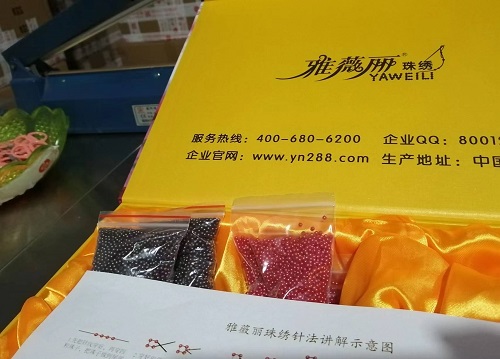 雅薇丽® 珠绣
YAWEILI
服务热线：400-680-6200 企业QQ：80012
企业官网：www.yn288.com 生产地址：中国
雅薇丽珠绣针法讲解示意图